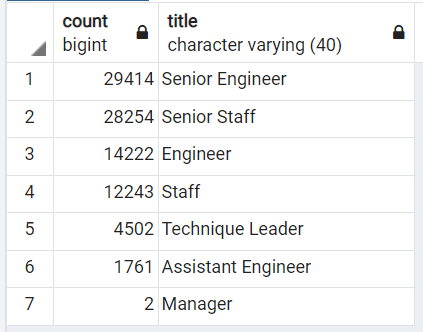 count title
bigint character varying (40)
1 29414 Senior Engineer
2 28254 Senior Staff
3 14222 Engineer
4 12243 Staff
5 4502 Technique Leader
6 1761 Assistant Engineer
7 2 Manager